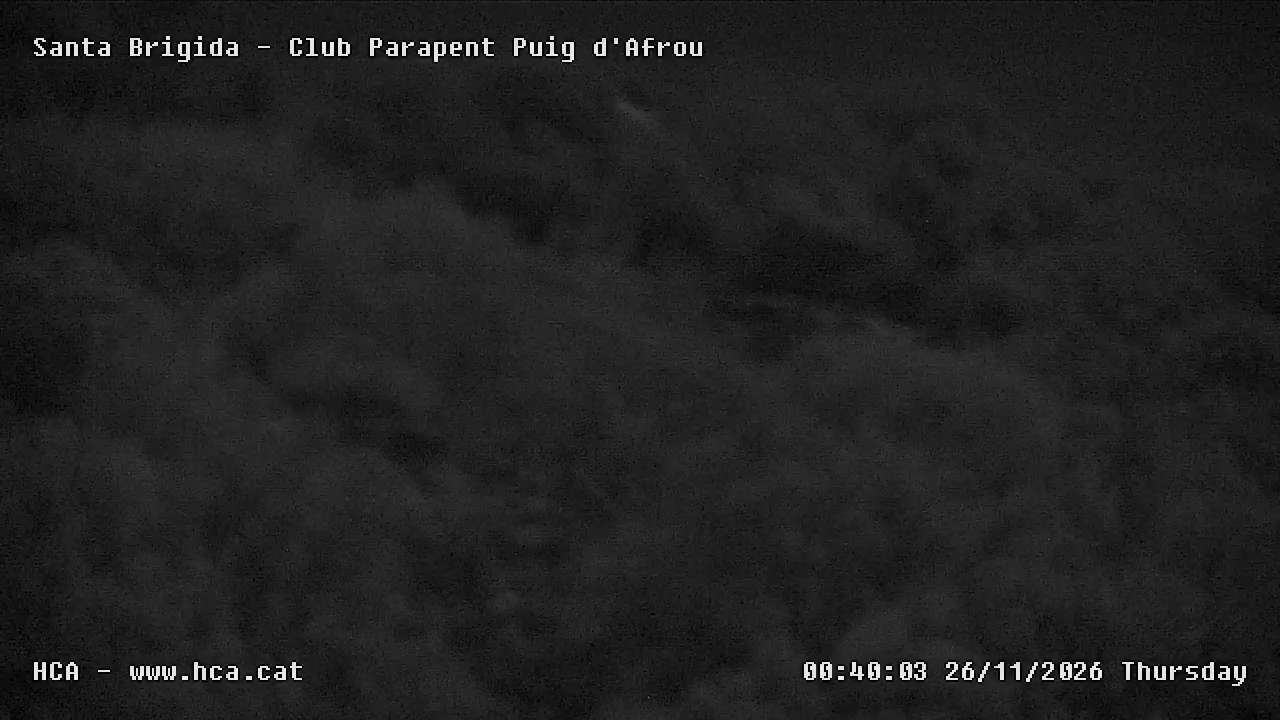 Santa Brigida - Club Parapent Puig d'Afrou
HCA - www.hca.cat
00:40:03 26/11/2026 Thursday